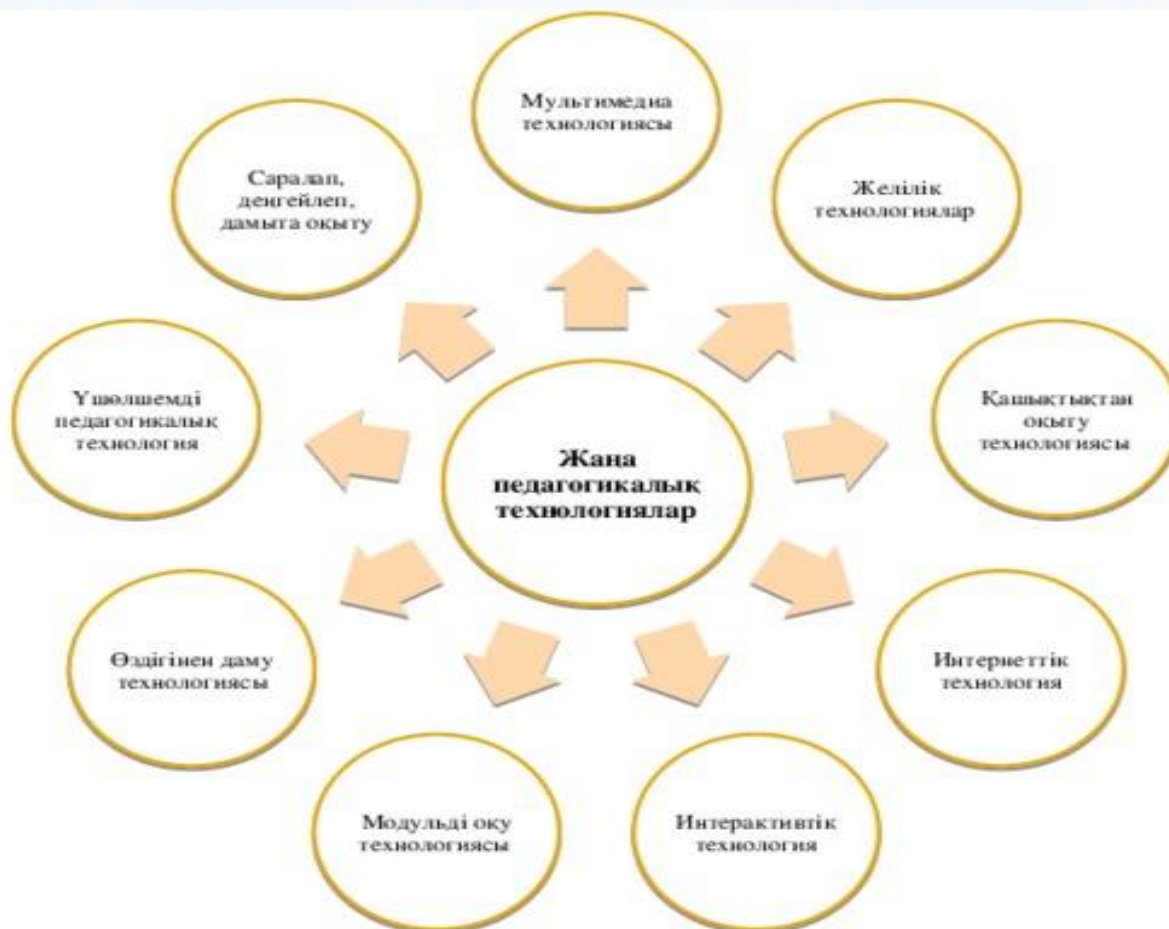 Мультимедиа
технологиясы
Желілік
технологиялар
Қашықтықтан
оқыту
технологиясы
Интернеттік
технология
Интерактивтік
технология
Модульді оқу
технологиясы
Өздігінен даму
технологиясы
Үшөлшемді
педагогикалық
технология
Саралап,
деңгейлеп,
дамыта оқыту
Жаңа
педагогикалық
технологиялар